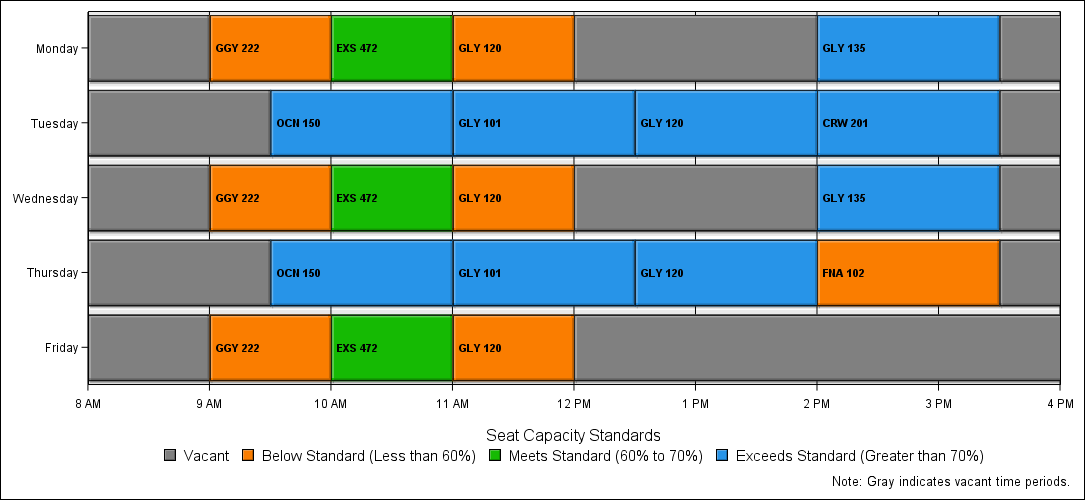 Monday GGY 222 EXS 472 GLY 120 GLY 135
Tuesday OCN 150 GLY 101 GLY 120 CRW 201
Wednesday GGY 222 EXS 472 GLY 120 GLY 135
Thursday OCN 150 GLY 101 GLY 120 FNA 102
Friday GGY 222 EXS 472 GLY 120
8 AM 9 AM 10 AM 11 AM 12 PM 1 PM 2 PM 3 PM 4 PM
Seat Capacity Standards
Vacant Below Standard (Less than 60%) Meets Standard (60% to 70%) Exceeds Standard (Greater than 70%)
Note: Gray indicates vacant time periods.